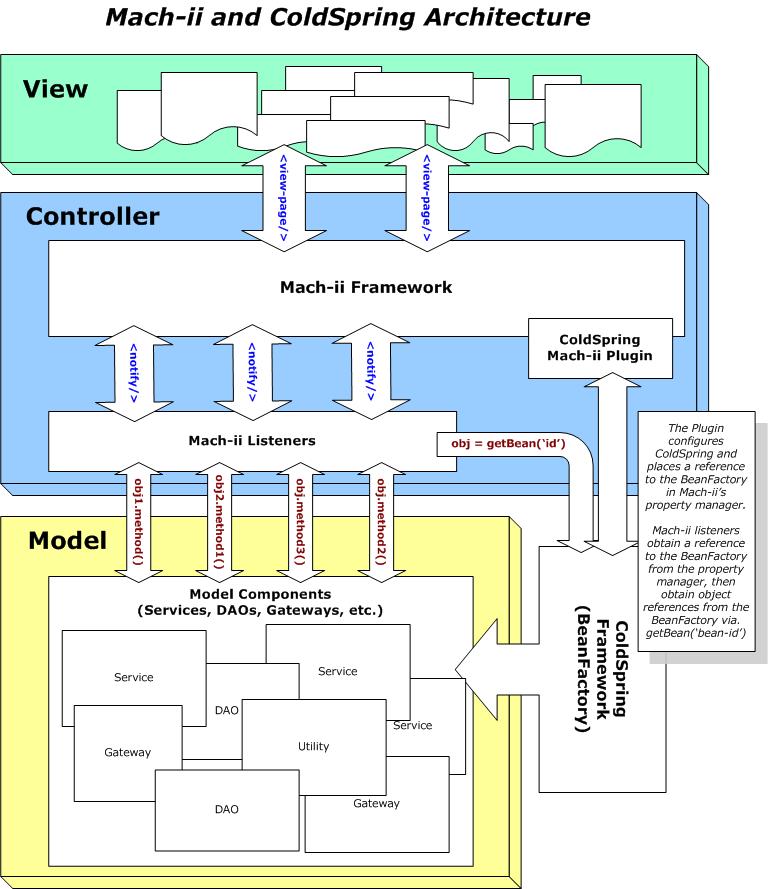 Mach-ii and ColdSpring Architecture
View
<view-page/>
<view-page/>
Controller
Mach-ii Framework
ColdSpring
Mach-ii Plugin
<notify/>
<notify/>
<notify/>
Mach-ii Listeners
obj = getBean(‘id’)
The Plugin
configures
ColdSpring and
places a reference
to the BeanFactory
in Mach-ii’s
property manager.
Mach-ii listeners
obtain a reference
to the BeanFactory
from the property
manager, then
obtain object
references from the
BeanFactory via.
getBean(‘bean-id’)
obj1.method()
obj2.method1()
obj.method3()
obj.method2()
Model
Model Components
(Services, DAOs, Gateways, etc.)
Service
Service
DAO
Service
Gateway
Utility
DAO
Gateway
ColdSpring
Framework
(BeanFactory)